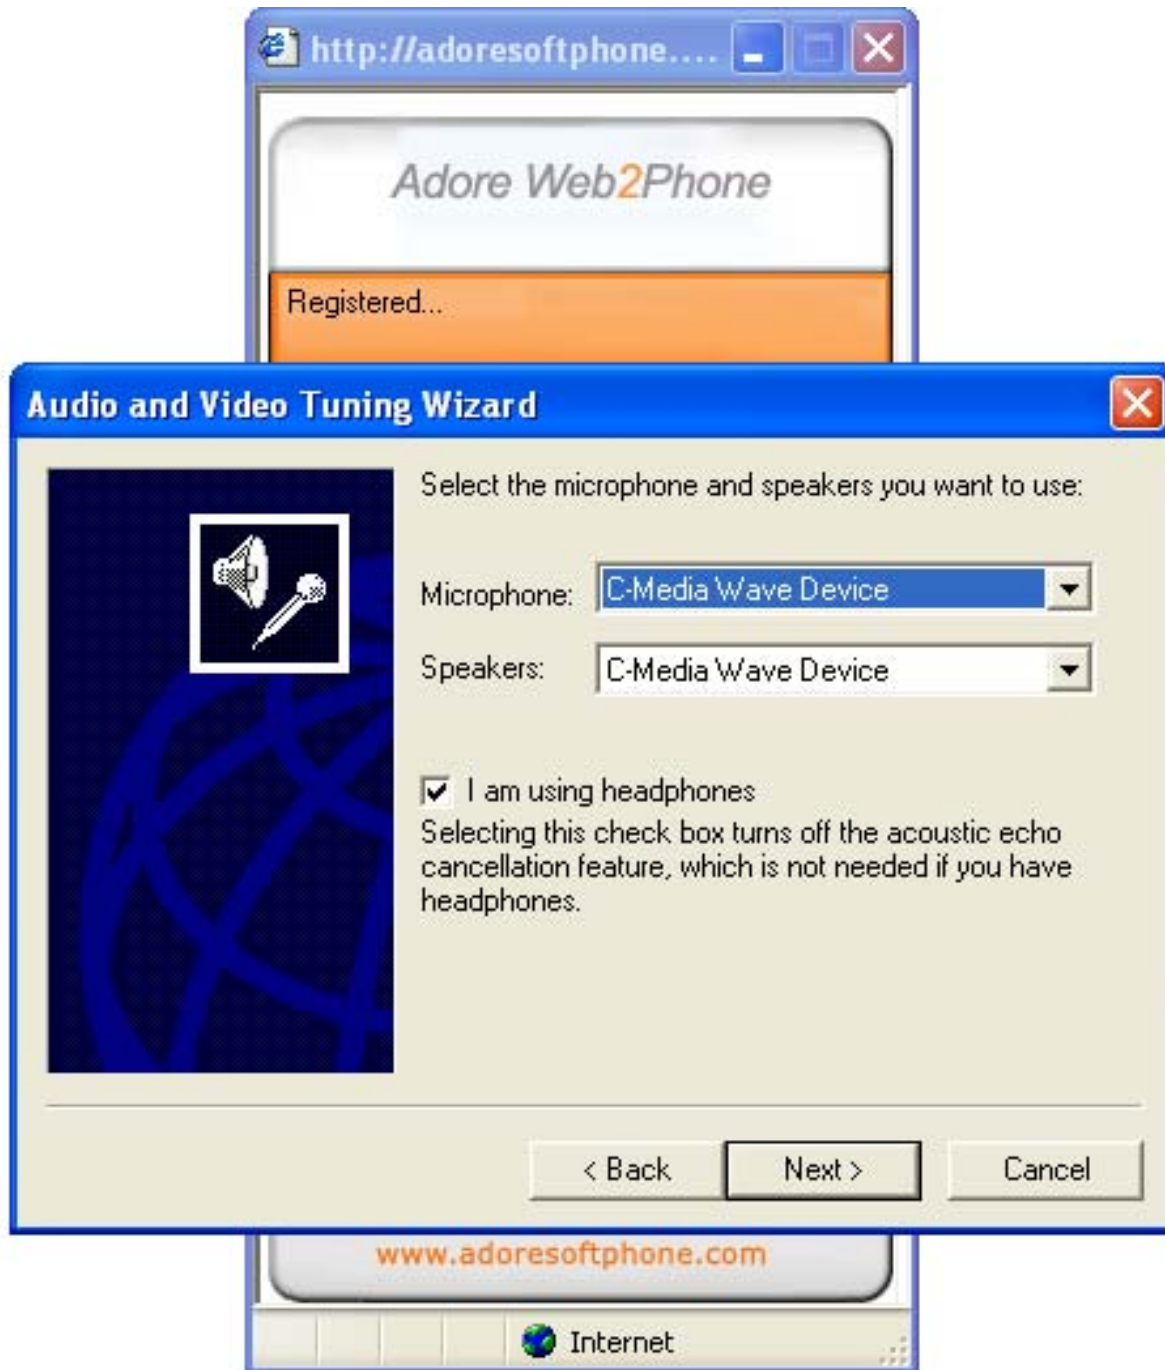 http://adoresoftphone....
Adore Web2Phone
Registered...
Audio and Video Tuning Wizard
Select the microphone and speakers you want to use:
Microphone: C-Media Wave Device
Speakers: C-Media Wave Device
I am using headphones
Selecting this check box turns off the acoustic echo
cancellation feature, which is not needed if you have
headphones.
< Back Next > Cancel
www.adoresoftphone.com
Internet